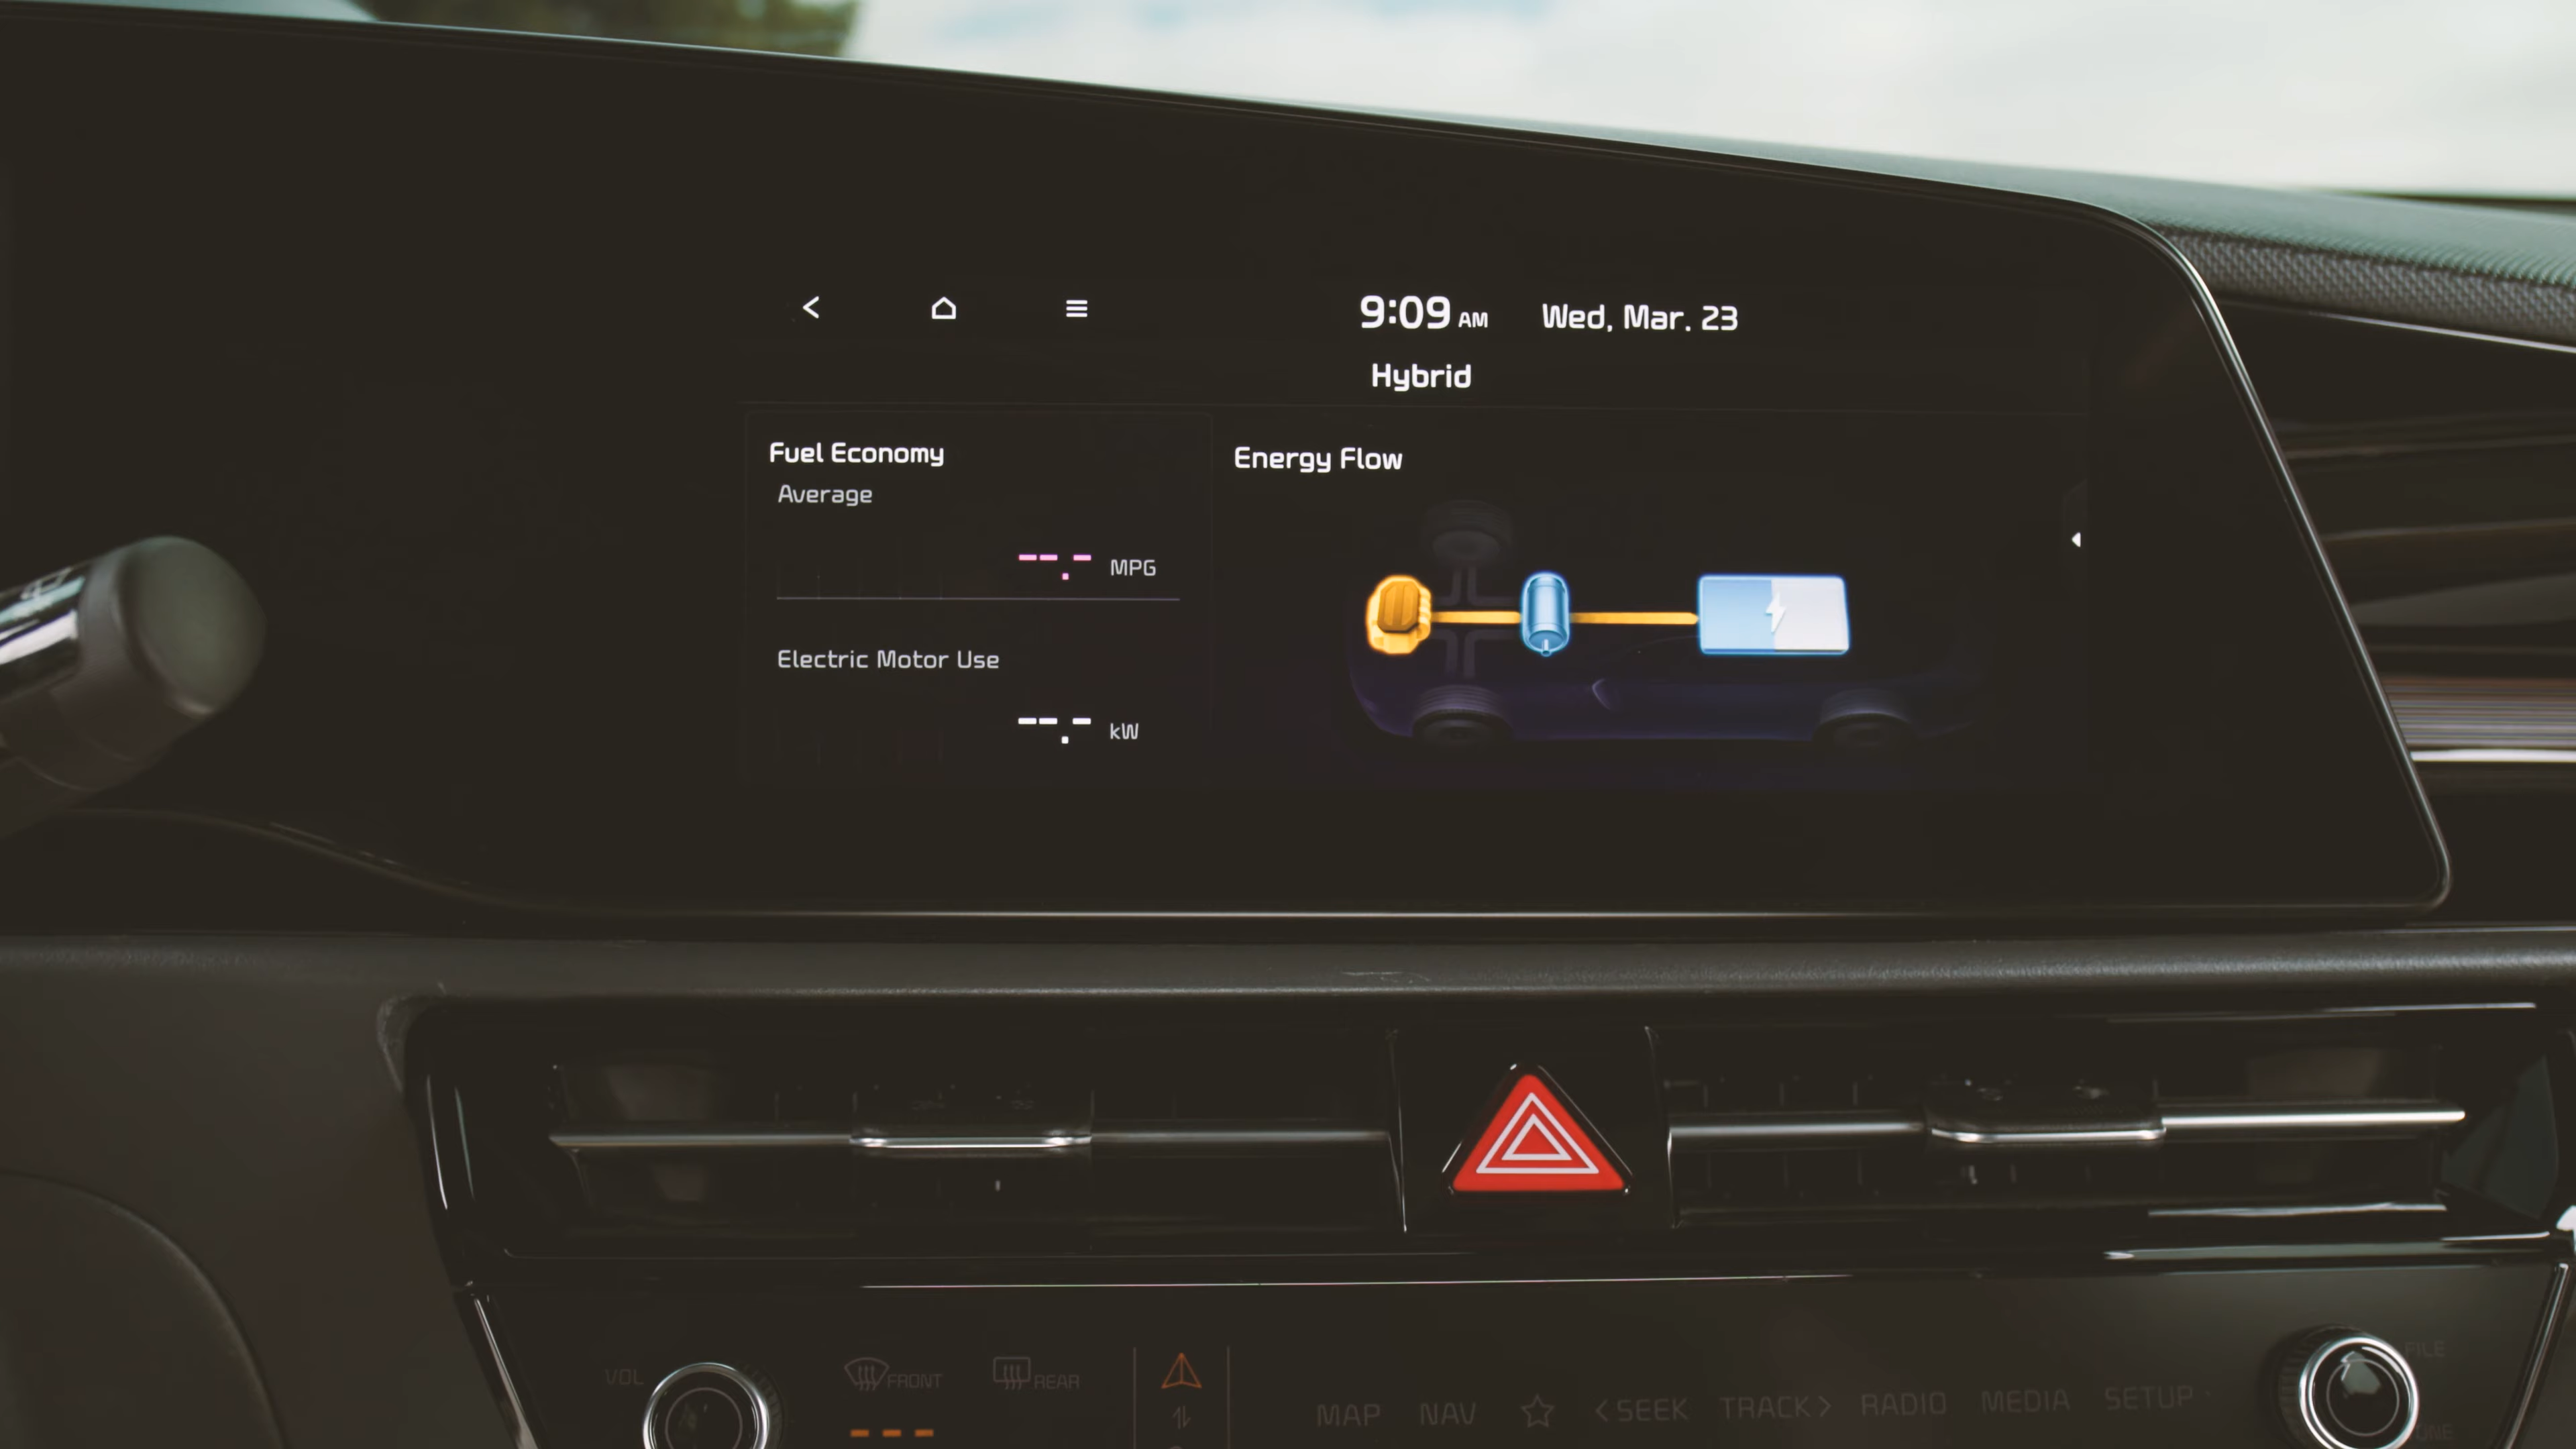 9:09 AM Wed, Mar. 23
Hybrid
Fuel Economy
Average
--.- MPG
Electric Motor Use
--.- kW
Energy Flow
VOL
FRONT
REAR
MAP NAV <SEEK TRACK> RADIO MEDIA SETUP
FILE